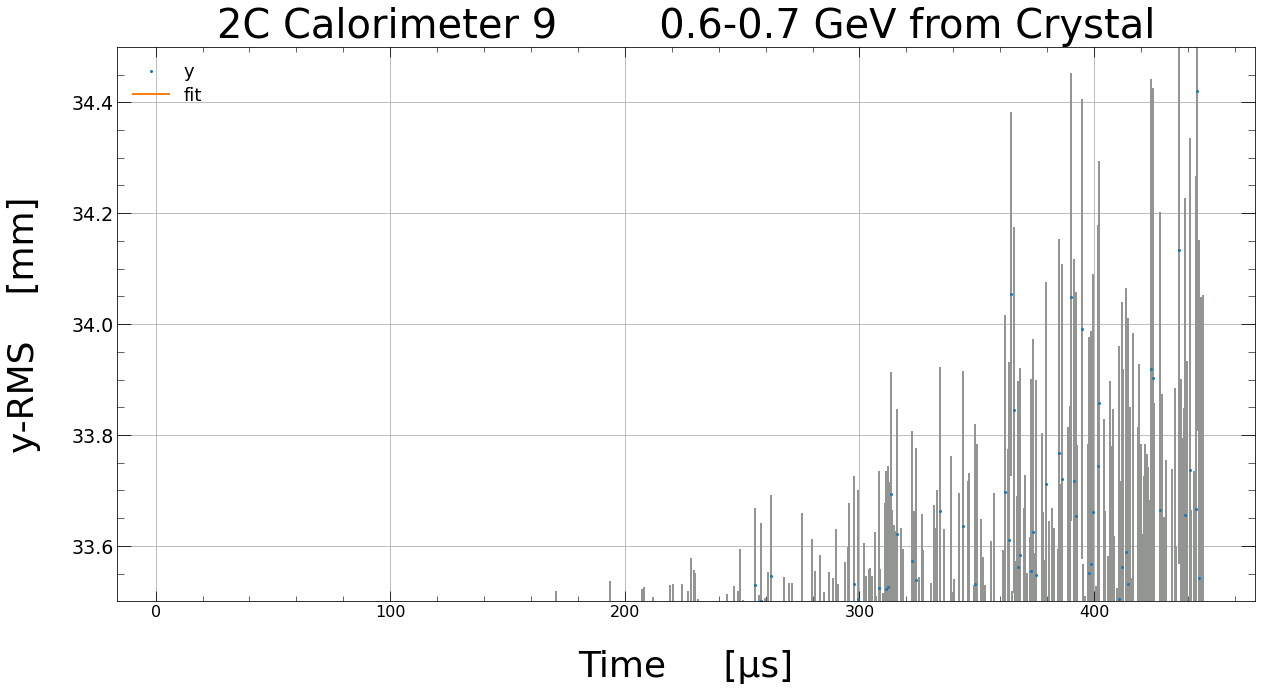 2C Calorimeter 9 0.6-0.7 GeV from Crystal
y
fit
34.4
34.2
34.0
33.8
33.6
y-RMS [mm]
0 100 200 300 400
Time [μs]